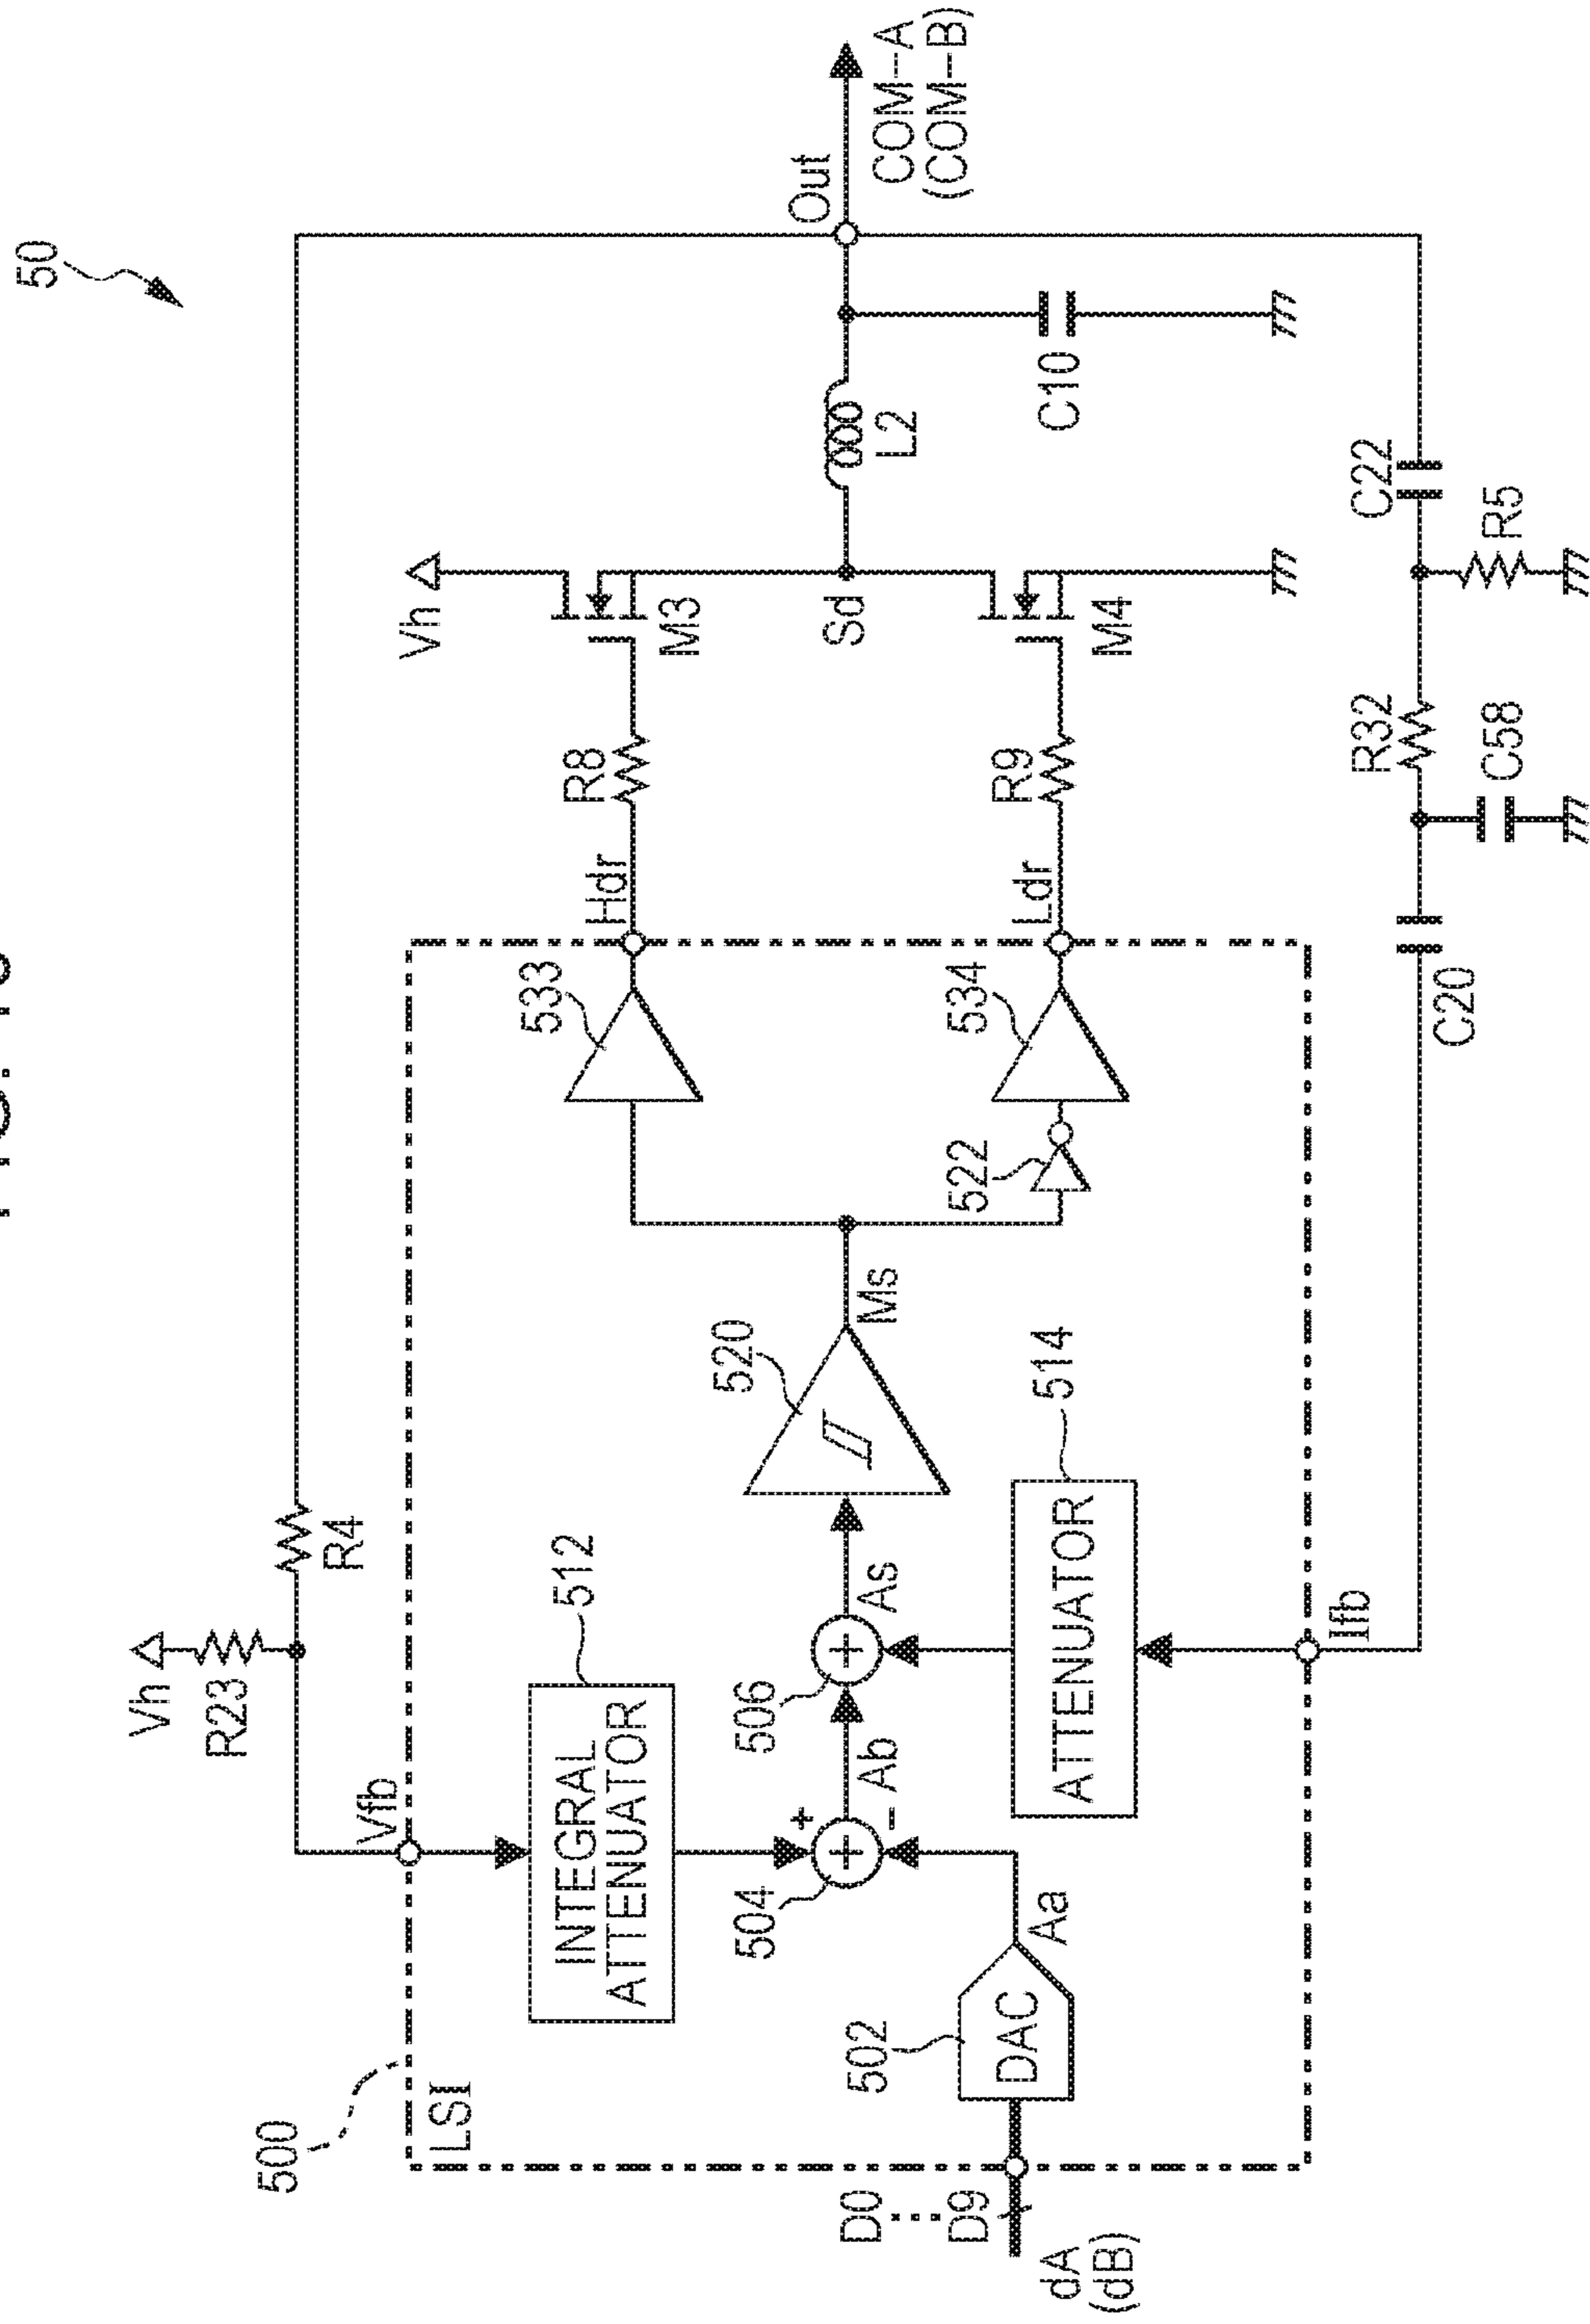 50
Vh
R23
R4
Vfb
500
LSI
INTEGRAL
ATTENUATOR
512
533
Hdr
R8
Vh
M3
Out
COM-A
(COM-B)
L2
Sd
C10
520
Ms
504
+
-
Ab
506
As
D0
D9
dA
(dB)
502
DAC
Aa
ATTENUATOR
514
522
534
Ldr
R9
M4
Ifb
C20
R32
C58
C22
R5